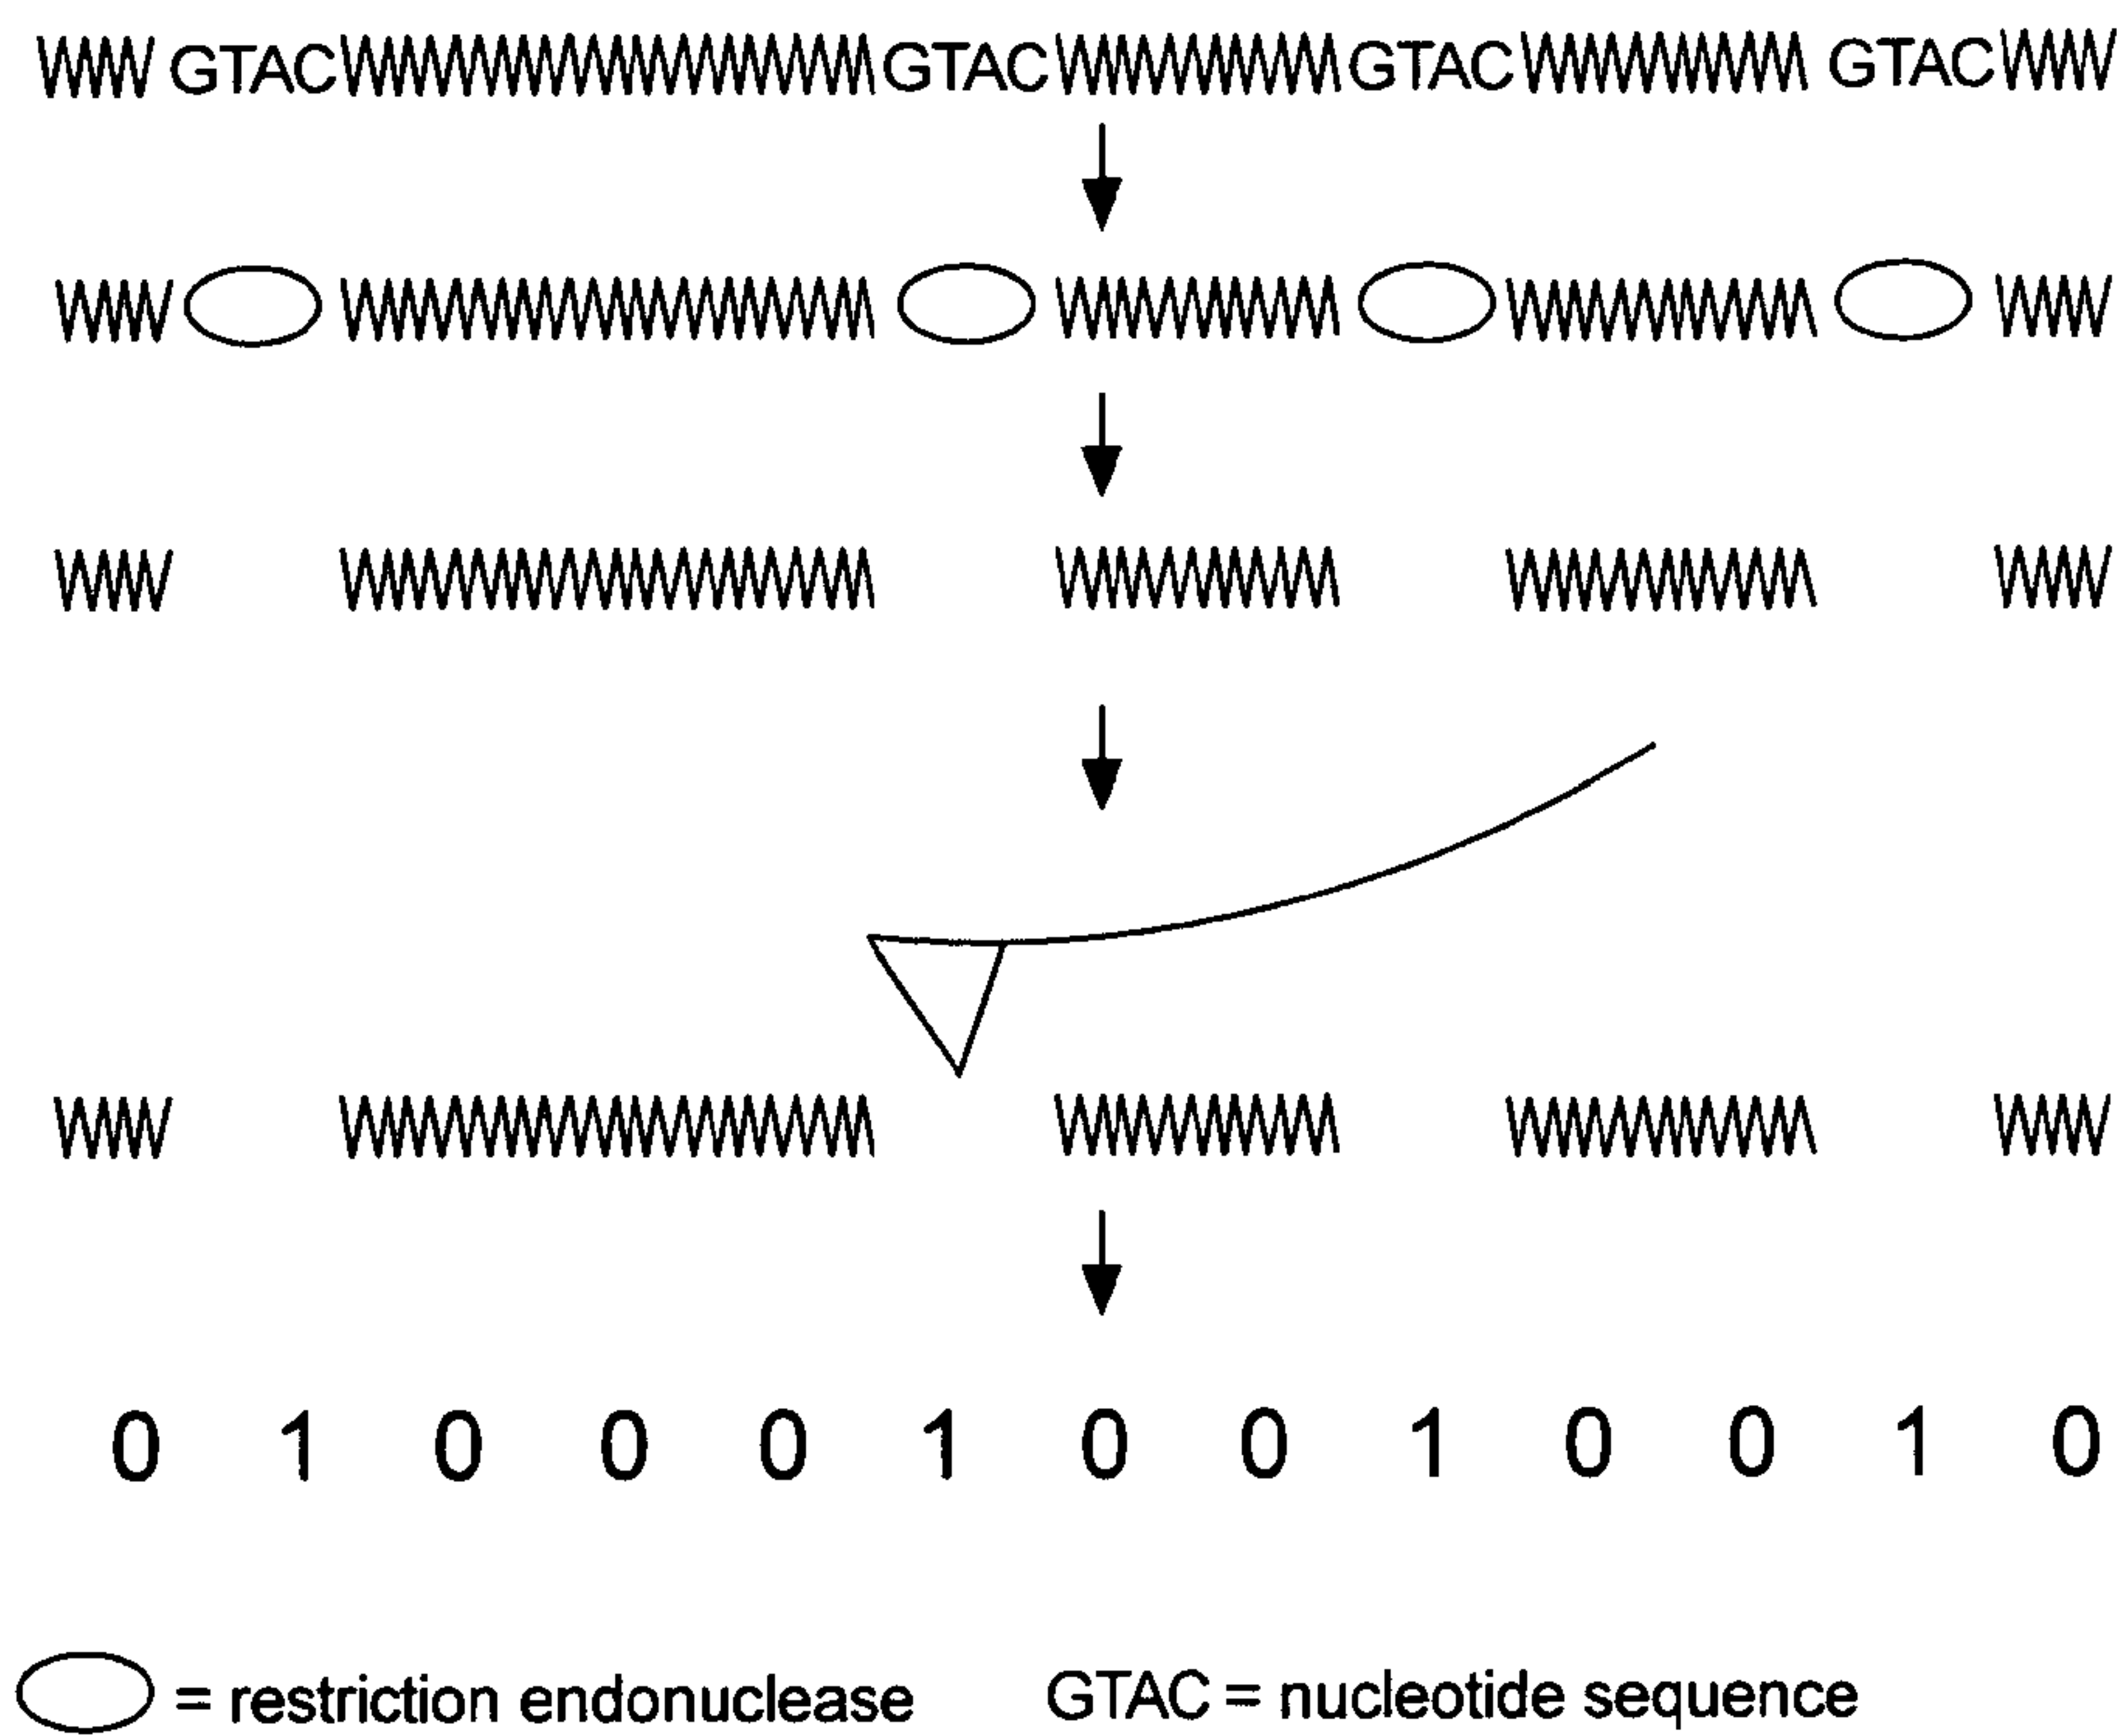 GTAC GTAC GTAC GTAC
0 1 0 0 0 1 0 0 1 0 0 1 0
= restriction endonuclease GTAC = nucleotide sequence